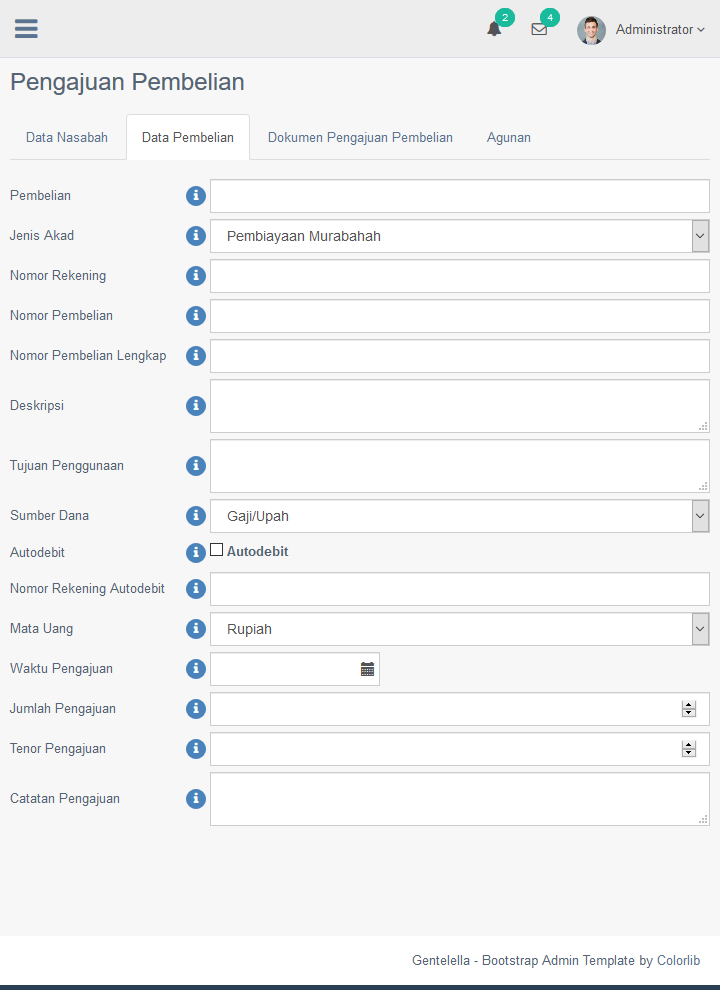 2 4 Administrator
Pengajuan Pembelian
Data Nasabah Data Pembelian Dokumen Pengajuan Pembelian Agunan
Pembelian
Jenis Akad Pembiayaan Murabahah
Nomor Rekening
Nomor Pembelian
Nomor Pembelian Lengkap
Deskripsi
Tujuan Penggunaan
Sumber Dana Gaji/Upah
Autodebit Autodebit
Nomor Rekening Autodebit
Mata Uang Rupiah
Waktu Pengajuan
Jumlah Pengajuan
Tenor Pengajuan
Catatan Pengajuan
Gentelella - Bootstrap Admin Template by Colorlib